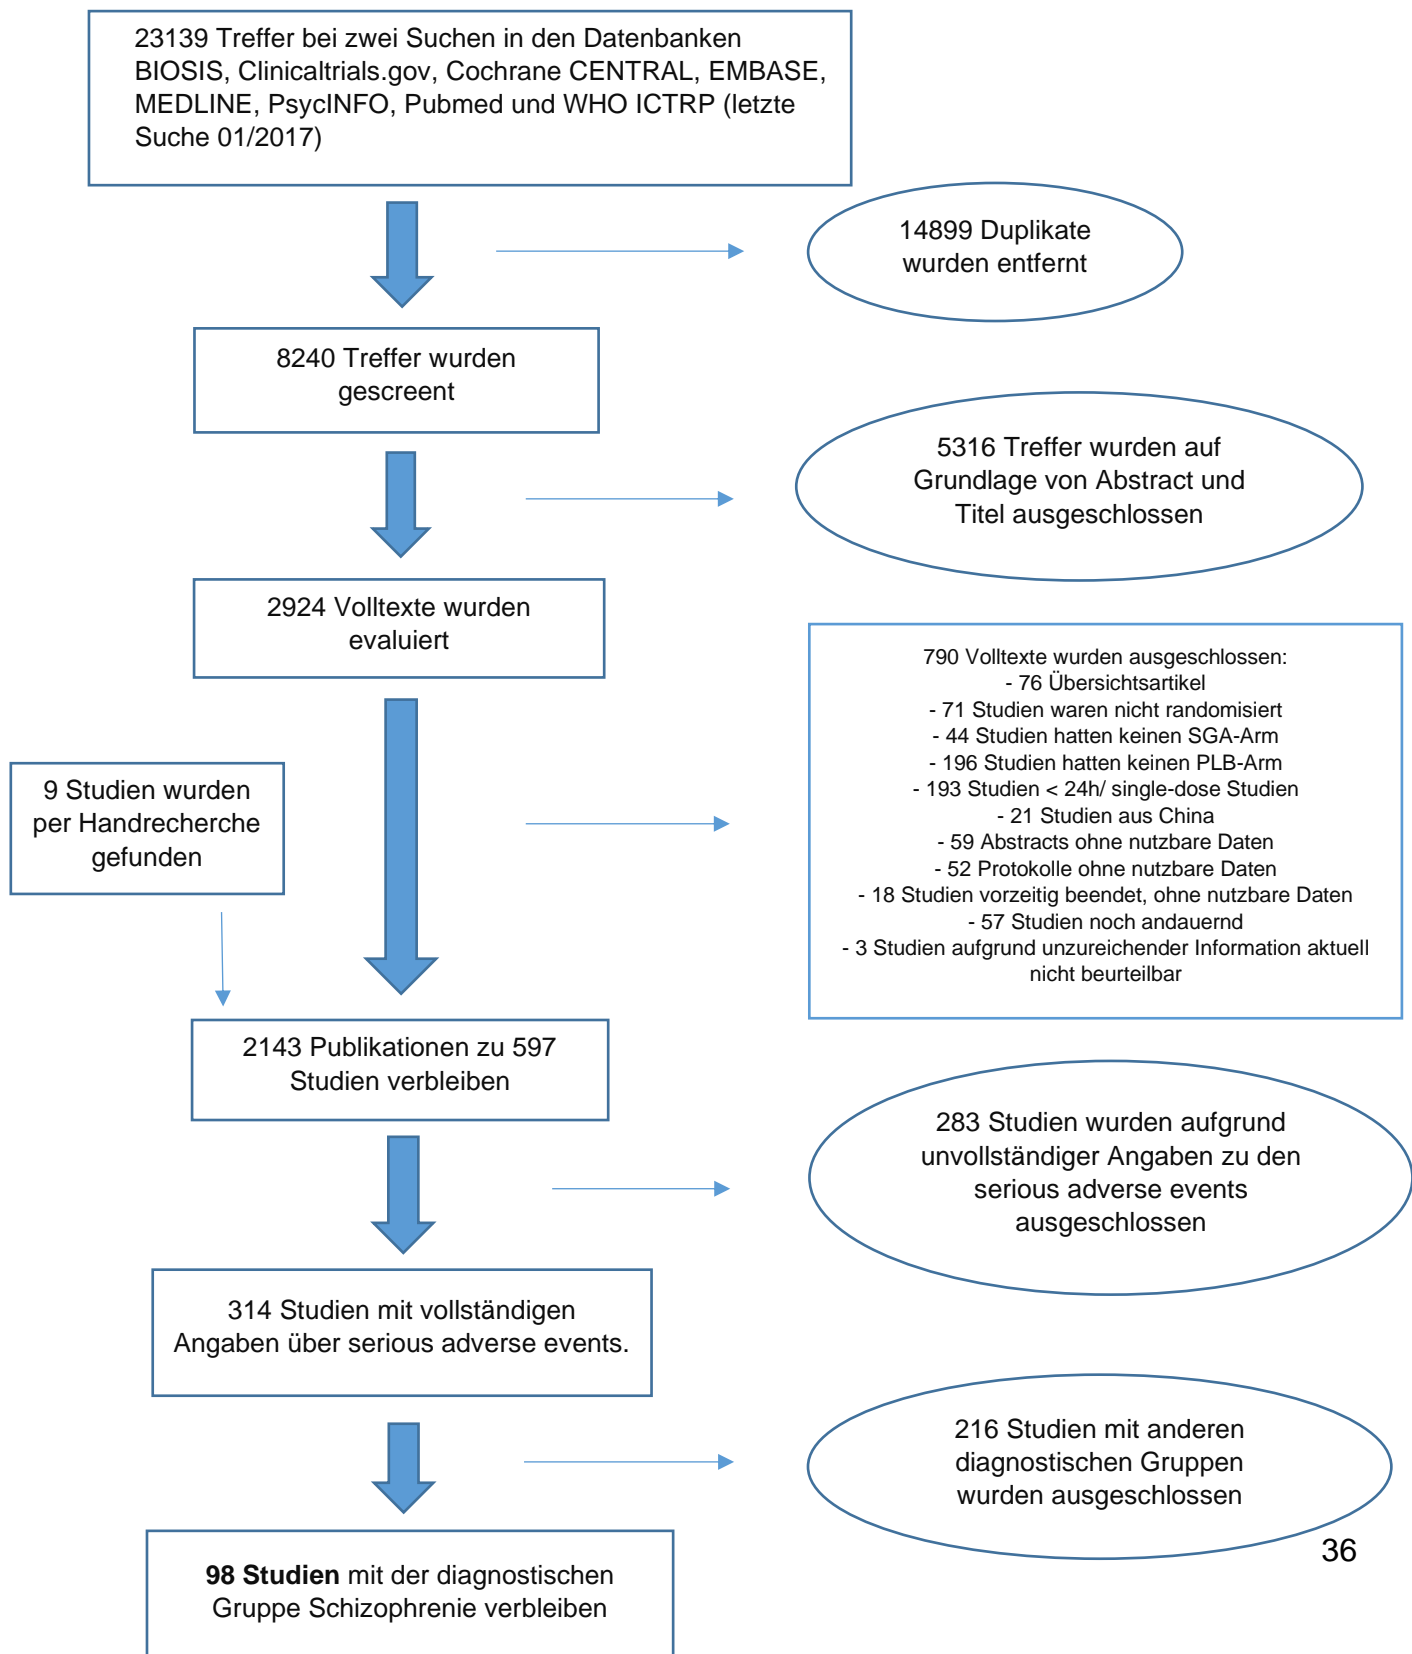 23139 Treffer bei zwei Suchen in den Datenbanken
BIOSIS, Clinicaltrials.gov, Cochrane CENTRAL, EMBASE,
MEDLINE, PsycINFO, Pubmed und WHO ICTRP (letzte
Suche 01/2017)
14899 Duplikate
wurden entfernt
8240 Treffer wurden
gescreent
5316 Treffer wurden auf
Grundlage von Abstract und
Titel ausgeschlossen
2924 Volltexte wurden
evaluiert
790 Volltexte wurden ausgeschlossen:
- 76 Übersichtsartikel
- 71 Studien waren nicht randomisiert
- 44 Studien hatten keinen SGA-Arm
- 196 Studien hatten keinen PLB-Arm
- 193 Studien < 24h/ single-dose Studien
- 21 Studien aus China
- 59 Abstracts ohne nutzbare Daten
- 52 Protokolle ohne nutzbare Daten
- 18 Studien vorzeitig beendet, ohne nutzbare Daten
- 57 Studien noch andauernd
- 3 Studien aufgrund unzureichender Information aktuell
nicht beurteilbar
9 Studien wurden
per Handrecherche
gefunden
2143 Publikationen zu 597
Studien verbleiben
283 Studien wurden aufgrund
unvollständiger Angaben zu den
serious adverse events
ausgeschlossen
314 Studien mit vollständigen
Angaben über serious adverse events.
216 Studien mit anderen
diagnostischen Gruppen
wurden ausgeschlossen
36
98 Studien mit der diagnostischen
Gruppe Schizophrenie verbleiben